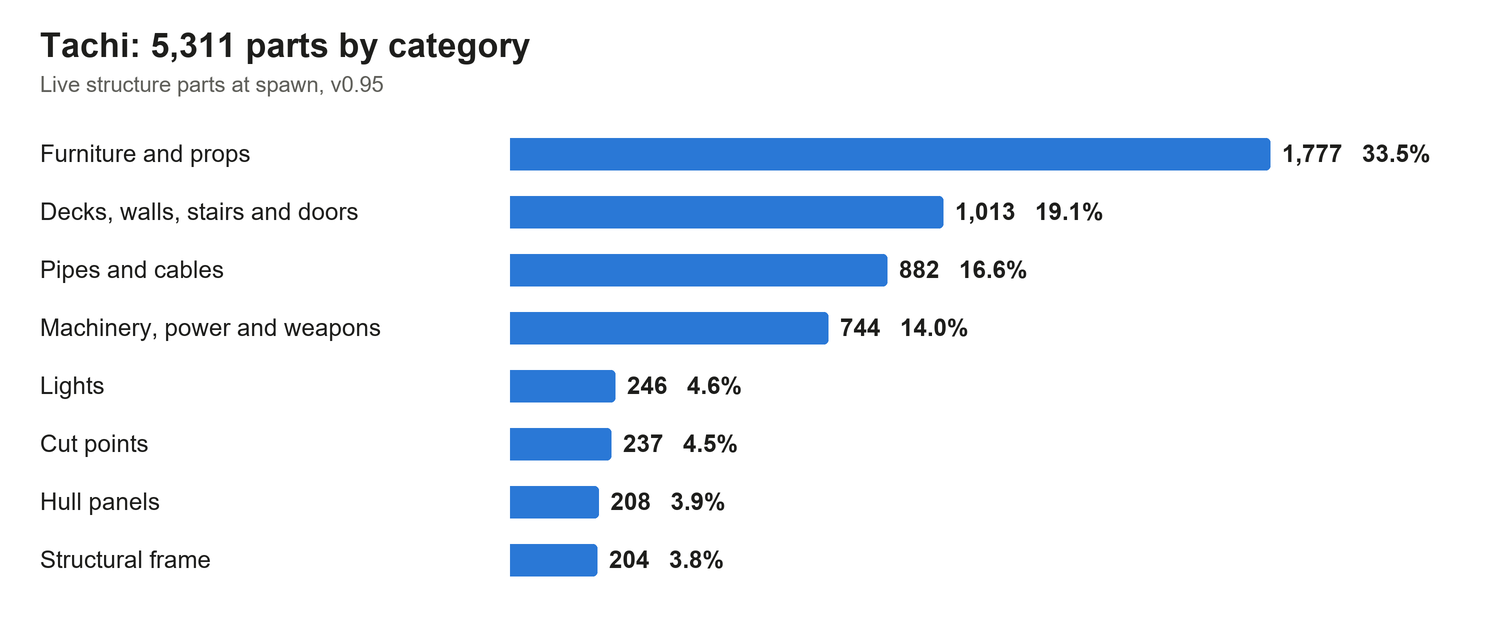 Tachi: 5,311 parts by category
Live structure parts at spawn, v0.95
Furniture and props 1,777 33.5%
Decks, walls, stairs and doors 1,013 19.1%
Pipes and cables 882 16.6%
Machinery, power and weapons 744 14.0%
Lights 246 4.6%
Cut points 237 4.5%
Hull panels 208 3.9%
Structural frame 204 3.8%